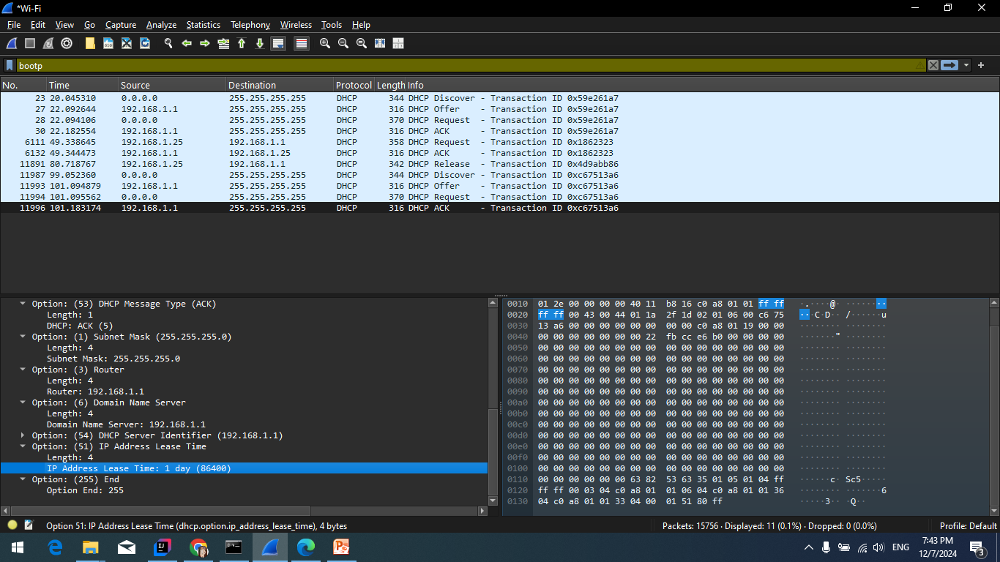 *Wi-Fi
File Edit View Go Capture Analyze Statistics Telephony Wireless Tools Help
bootp
No. Time Source Destination Protocol Length Info
23 20.045310 0.0.0.0 255.255.255.255 DHCP 344 DHCP Discover - Transaction ID 0x59e261a7
27 22.092644 192.168.1.1 255.255.255.255 DHCP 316 DHCP Offer - Transaction ID 0x59e261a7
28 22.094106 0.0.0.0 255.255.255.255 DHCP 370 DHCP Request - Transaction ID 0x59e261a7
30 22.182554 192.168.1.1 255.255.255.255 DHCP 316 DHCP ACK - Transaction ID 0x59e261a7
6111 49.338645 192.168.1.25 192.168.1.1 DHCP 358 DHCP Request - Transaction ID 0x1862323
6132 49.344473 192.168.1.1 192.168.1.25 DHCP 316 DHCP ACK - Transaction ID 0x1862323
11891 80.718767 192.168.1.25 192.168.1.1 DHCP 342 DHCP Release - Transaction ID 0x4d9abb86
11987 99.052360 0.0.0.0 255.255.255.255 DHCP 344 DHCP Discover - Transaction ID 0xc67513a6
11993 101.094879 192.168.1.1 255.255.255.255 DHCP 316 DHCP Offer - Transaction ID 0xc67513a6
11994 101.095562 0.0.0.0 255.255.255.255 DHCP 370 DHCP Request - Transaction ID 0xc67513a6
11996 101.183174 192.168.1.1 255.255.255.255 DHCP 316 DHCP ACK - Transaction ID 0xc67513a6
Option: (53) DHCP Message Type (ACK)
Length: 1
DHCP: ACK (5)
Option: (1) Subnet Mask (255.255.255.0)
Length: 4
Subnet Mask: 255.255.255.0
Option: (3) Router
Length: 4
Router: 192.168.1.1
Option: (6) Domain Name Server
Length: 4
Domain Name Server: 192.168.1.1
Option: (54) DHCP Server Identifier (192.168.1.1)
Option: (51) IP Address Lease Time
Length: 4
IP Address Lease Time: 1 day (86400)
Option: (255) End
Option End: 255
0010 01 2e 00 00 00 00 40 11 b8 16 c0 a8 01 01 ff ff ·.····@· ········
0020 ff ff 00 43 00 44 01 1a 2f 1d 02 01 06 00 c6 75 ···C·D·· /······u
0030 13 a6 00 00 00 00 00 00 00 00 c0 a8 01 19 00 00 ········ ········
0040 00 00 00 00 00 00 00 22 fb cc e6 b0 00 00 00 00 ·······" ········
0050 00 00 00 00 00 00 00 00 00 00 00 00 00 00 00 00 ········ ········
0060 00 00 00 00 00 00 00 00 00 00 00 00 00 00 00 00 ········ ········
0070 00 00 00 00 00 00 00 00 00 00 00 00 00 00 00 00 ········ ········
0080 00 00 00 00 00 00 00 00 00 00 00 00 00 00 00 00 ········ ········
0090 00 00 00 00 00 00 00 00 00 00 00 00 00 00 00 00 ········ ········
00a0 00 00 00 00 00 00 00 00 00 00 00 00 00 00 00 00 ········ ········
00b0 00 00 00 00 00 00 00 00 00 00 00 00 00 00 00 00 ········ ········
00c0 00 00 00 00 00 00 00 00 00 00 00 00 00 00 00 00 ········ ········
00d0 00 00 00 00 00 00 00 00 00 00 00 00 00 00 00 00 ········ ········
00e0 00 00 00 00 00 00 00 00 00 00 00 00 00 00 00 00 ········ ········
00f0 00 00 00 00 00 00 00 00 00 00 00 00 00 00 00 00 ········ ········
0100 00 00 00 00 00 00 00 00 00 00 00 00 00 00 00 00 ········ ········
0110 00 00 00 00 00 00 63 82 53 63 35 01 05 01 04 ff ······c· Sc5·····
0120 ff ff 00 03 04 c0 a8 01 01 06 04 c0 a8 01 01 36 ········ ·······6
0130 04 c0 a8 01 01 33 04 00 01 51 80 ff ·····3·· ·Q··
Option 51: IP Address Lease Time (dhcp.option.ip_address_lease_time), 4 bytes
Packets: 15756 · Displayed: 11 (0.1%) · Dropped: 0 (0.0%)
Profile: Default
ENG
7:43 PM
12/7/2024
3